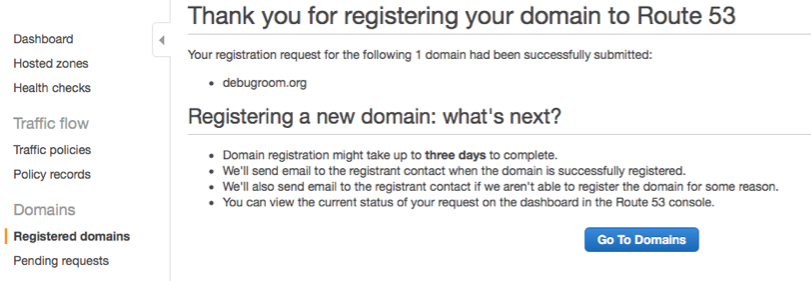 Thank you for registering your domain to Route 53
Dashboard
Hosted zones
Health checks
Traffic flow
Traffic policies
Policy records
Domains
Registered domains
Pending requests
Your registration request for the following 1 domain had been successfully submitted:
• debugroom.org
Registering a new domain: what's next?
• Domain registration might take up to three days to complete.
• We'll send email to the registrant contact when the domain is successfully registered.
• We'll also send email to the registrant contact if we aren't able to register the domain for some reason.
• You can view the current status of your request on the dashboard in the Route 53 console.
Go To Domains